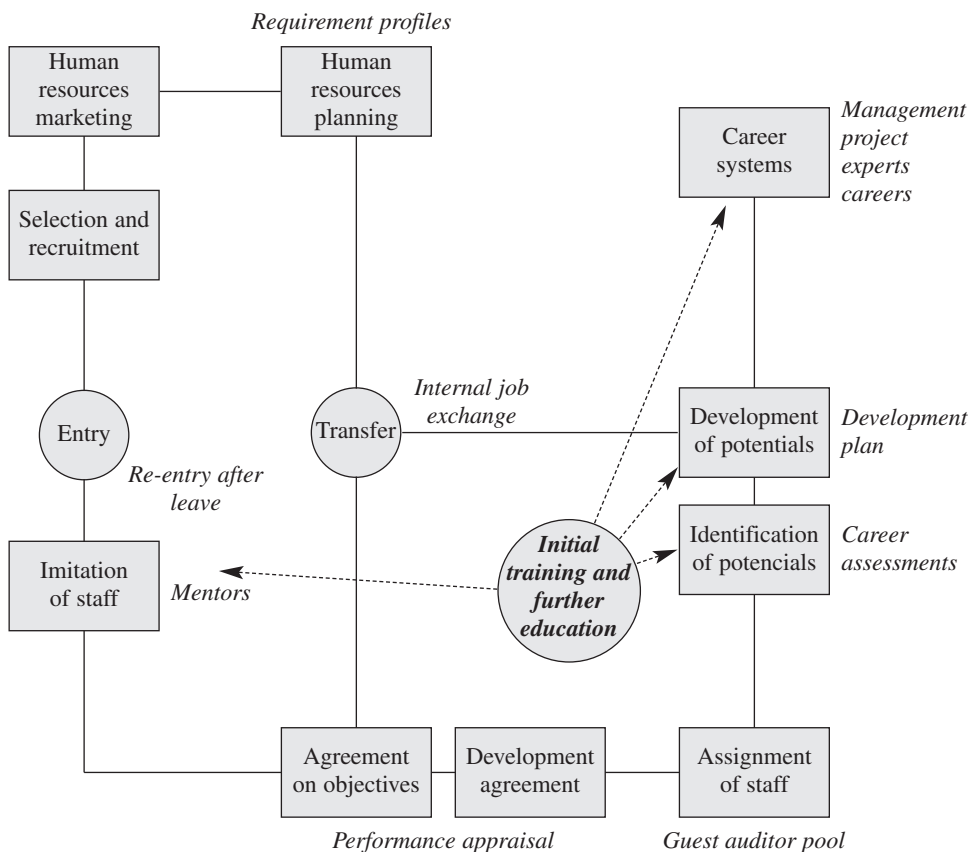 Requirement profiles
Human
resources
marketing
Human
resources
planning
Career
systems
Management
project
experts
careers
Selection and
recruitment
Entry
Re-entry after
leave
Transfer
Internal job
exchange
Development
of potentials
Development
plan
Initial
training and
further
education
Identification
of potencials
Career
assessments
Imitation
of staff
Mentors
Agreement
on objectives
Development
agreement
Assignment
of staff
Performance appraisal
Guest auditor pool